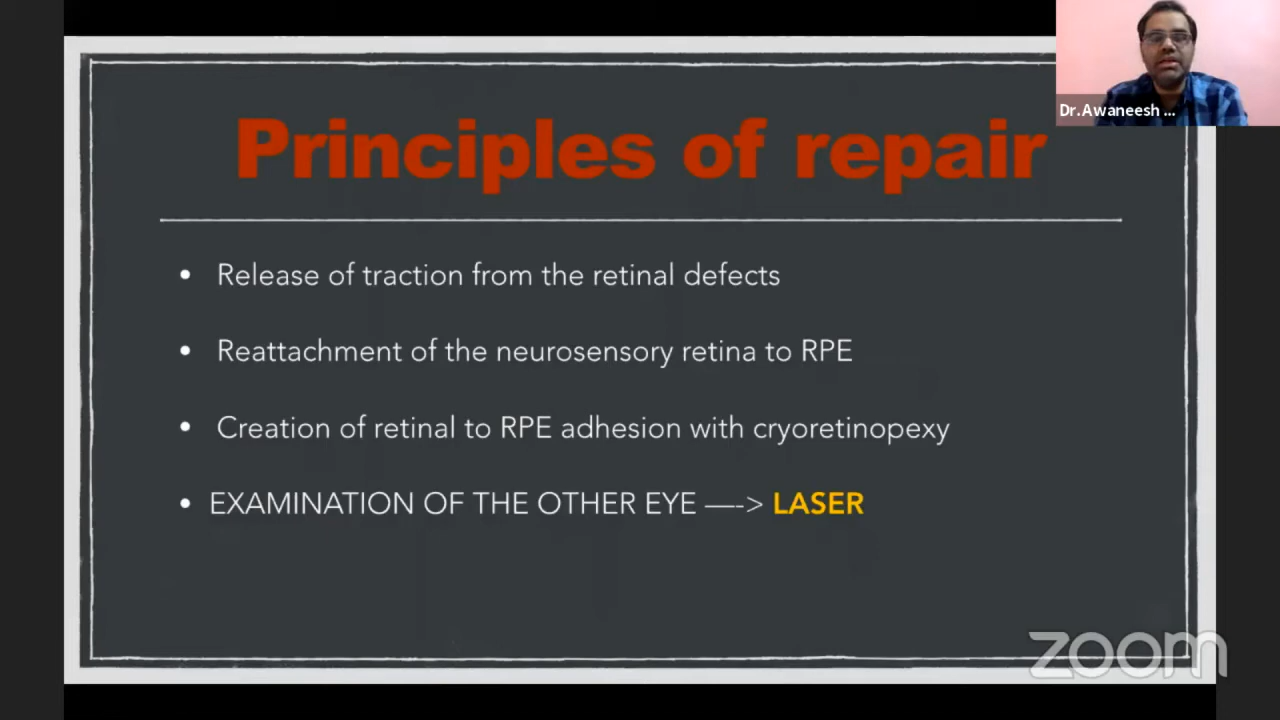 Dr.Awaneesh ...
Principles of repair
• Release of traction from the retinal defects
• Reattachment of the neurosensory retina to RPE
• Creation of retinal to RPE adhesion with cryoretinopexy
• EXAMINATION OF THE OTHER EYE —-> LASER
zoom